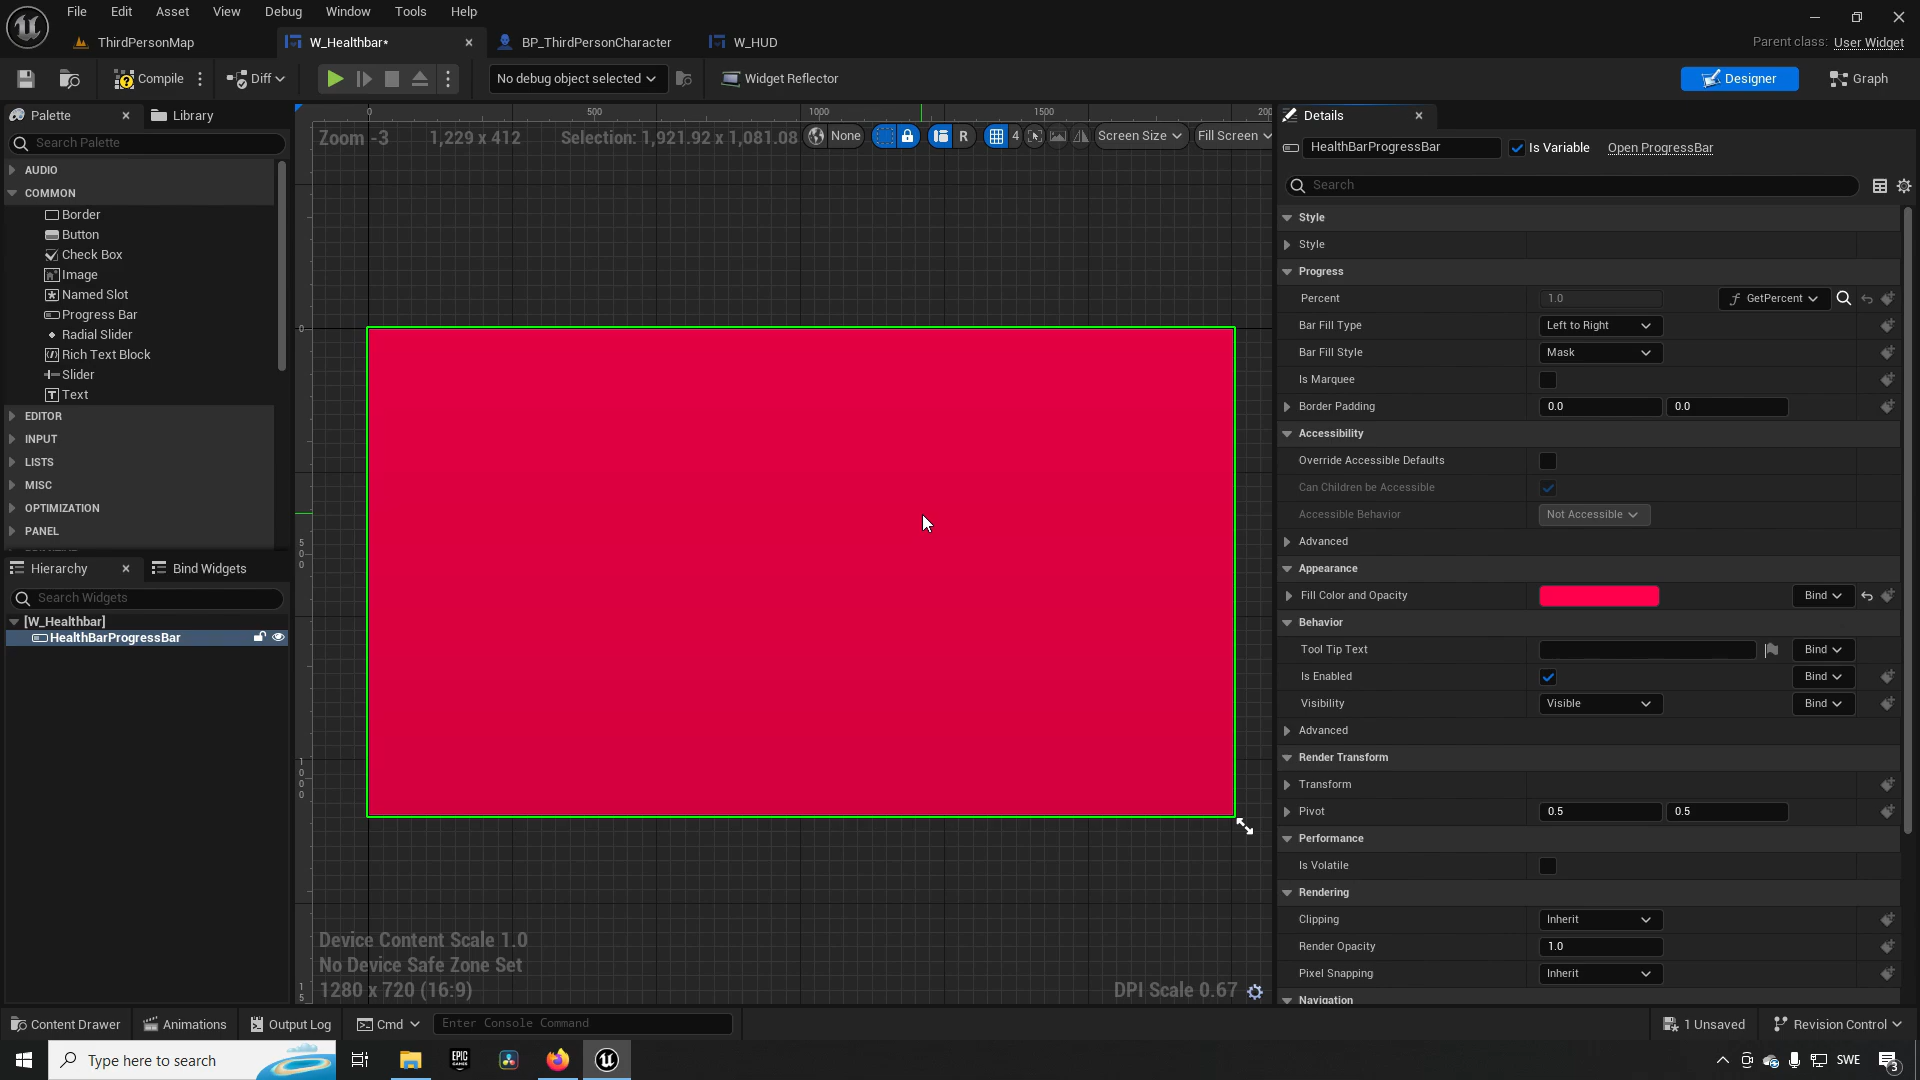 File Edit Asset View Debug Window Tools Help
ThirdPersonMap W_Healthbar* BP_ThirdPersonCharacter W_HUD Parent class: User Widget
Compile Diff No debug object selected Widget Reflector Designer Graph
Palette Library
Search Palette
AUDIO
COMMON
Border
Button
Check Box
Image
Named Slot
Progress Bar
Radial Slider
Rich Text Block
Slider
Text
EDITOR
INPUT
LISTS
MISC
OPTIMIZATION
PANEL
Hierarchy Bind Widgets
Search Widgets
[W_Healthbar]
HealthBarProgressBar
0 500 1000 1500 200
Zoom -3 1,229 x 412 Selection: 1,921.92 x 1,081.08 None R 4 Screen Size Fill Screen
0
500
1000
15
Device Content Scale 1.0
No Device Safe Zone Set
1280 x 720 (16:9) DPI Scale 0.67
Details
HealthBarProgressBar Is Variable Open ProgressBar
Search
Style
Style
Progress
Percent 1.0 GetPercent
Bar Fill Type Left to Right
Bar Fill Style Mask
Is Marquee
Border Padding 0.0 0.0
Accessibility
Override Accessible Defaults
Can Children be Accessible
Accessible Behavior Not Accessible
Advanced
Appearance
Fill Color and Opacity Bind
Behavior
Tool Tip Text Bind
Is Enabled Bind
Visibility Visible Bind
Advanced
Render Transform
Transform
Pivot 0.5 0.5
Performance
Is Volatile
Rendering
Clipping Inherit
Render Opacity 1.0
Pixel Snapping Inherit
Navigation
Content Drawer Animations Output Log Cmd Enter Console Command 1 Unsaved Revision Control
Type here to search EPIC GAMES SWE 3